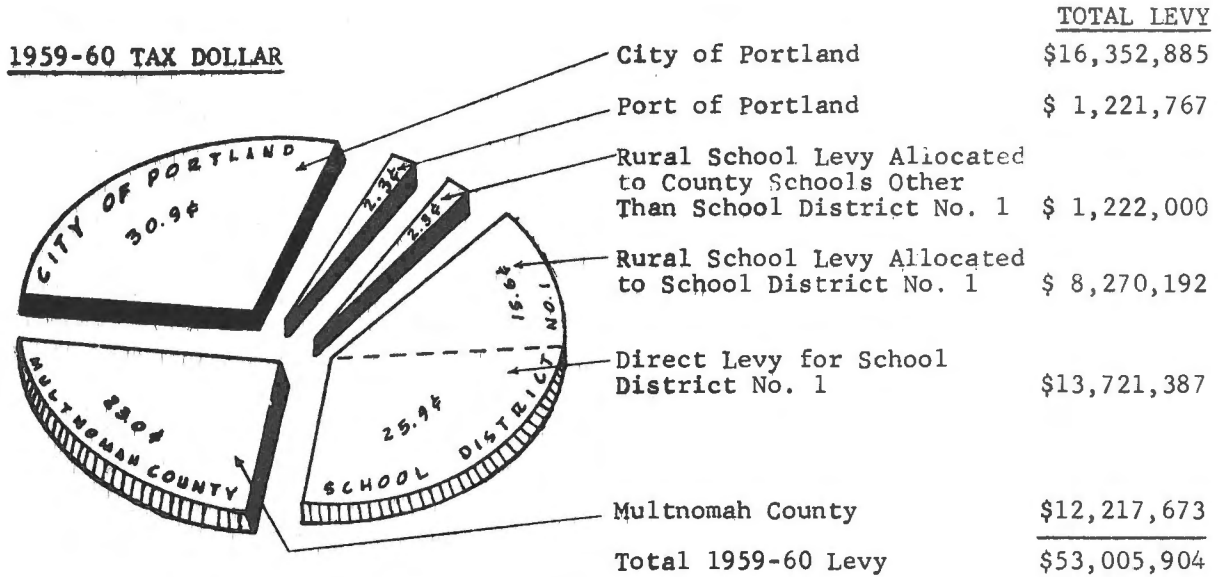 1959-60 TAX DOLLAR
TOTAL LEVY
City of Portland $16,352,885
Port of Portland $ 1,221,767
Rural School Levy Allocated
to County Schools Other
Than School District No. 1 $ 1,222,000
Rural School Levy Allocated
to School District No. 1 $ 8,270,192
Direct Levy for School
District No. 1 $13,721,387
Multnomah County $12,217,673
Total 1959-60 Levy $53,005,904
CITY OF PORTLAND
30.9¢
2.3¢
2.3¢
15.6¢
25.9¢
SCHOOL DISTRICT NO. 1
23.0¢
MULTNOMAH COUNTY